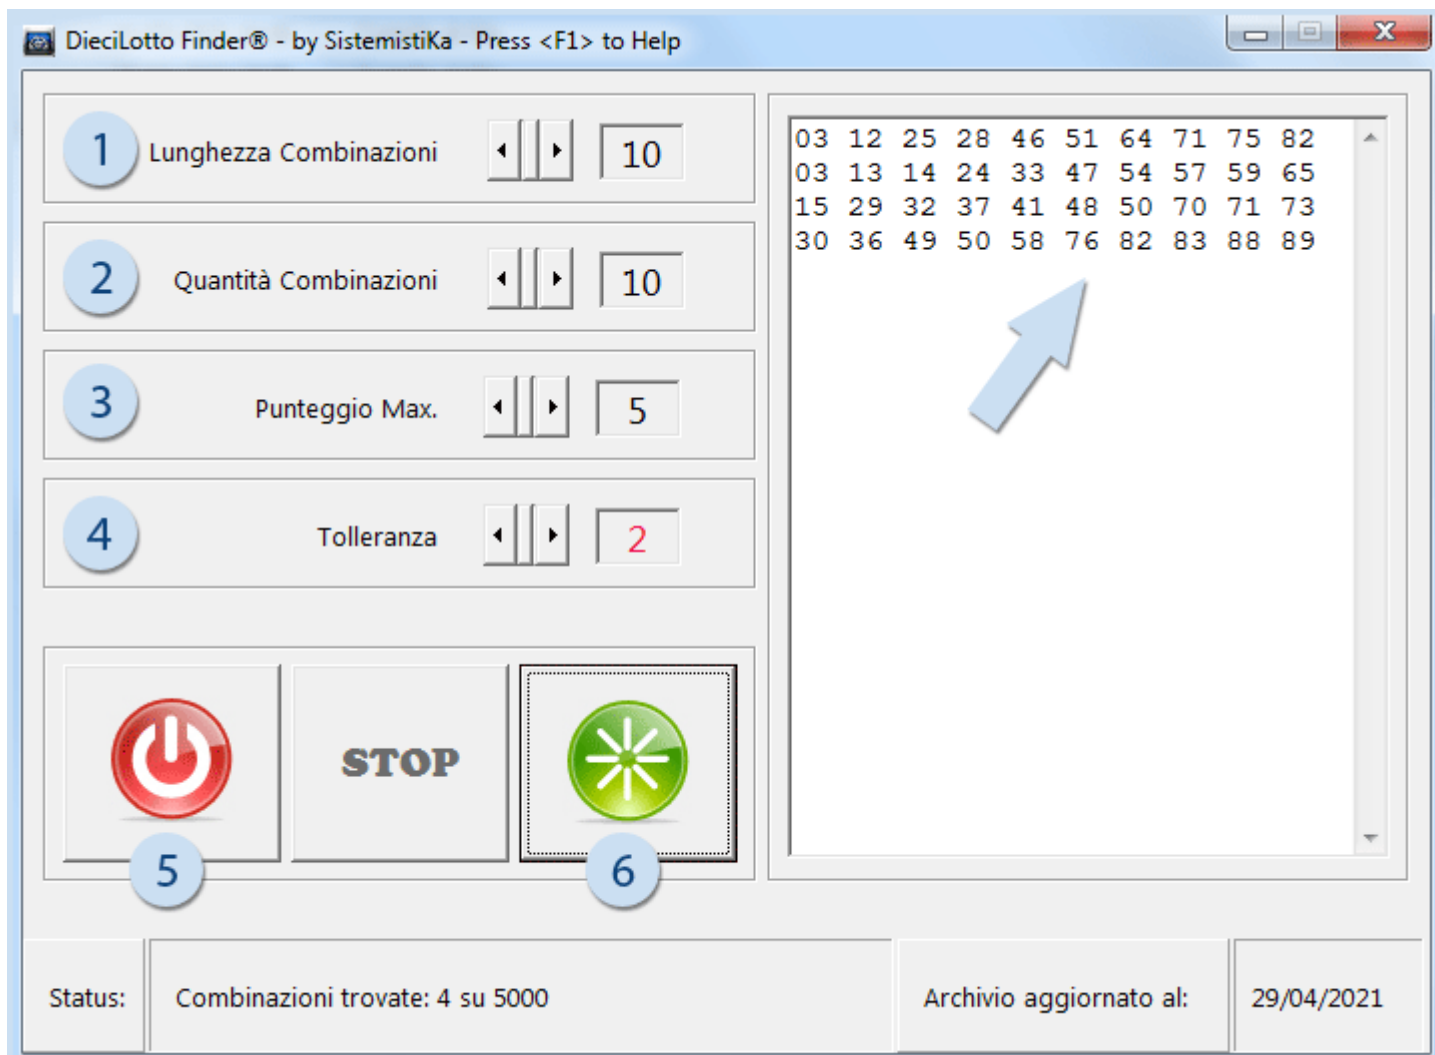 DieciLotto Finder® - by SistemistiKa - Press <F1> to Help
1 Lunghezza Combinazioni 10
2 Quantità Combinazioni 10
3 Punteggio Max. 5
4 Tolleranza 2
STOP
5 6
03 12 25 28 46 51 64 71 75 82
03 13 14 24 33 47 54 57 59 65
15 29 32 37 41 48 50 70 71 73
30 36 49 50 58 76 82 83 88 89
Status: Combinazioni trovate: 4 su 5000 Archivio aggiornato al: 29/04/2021